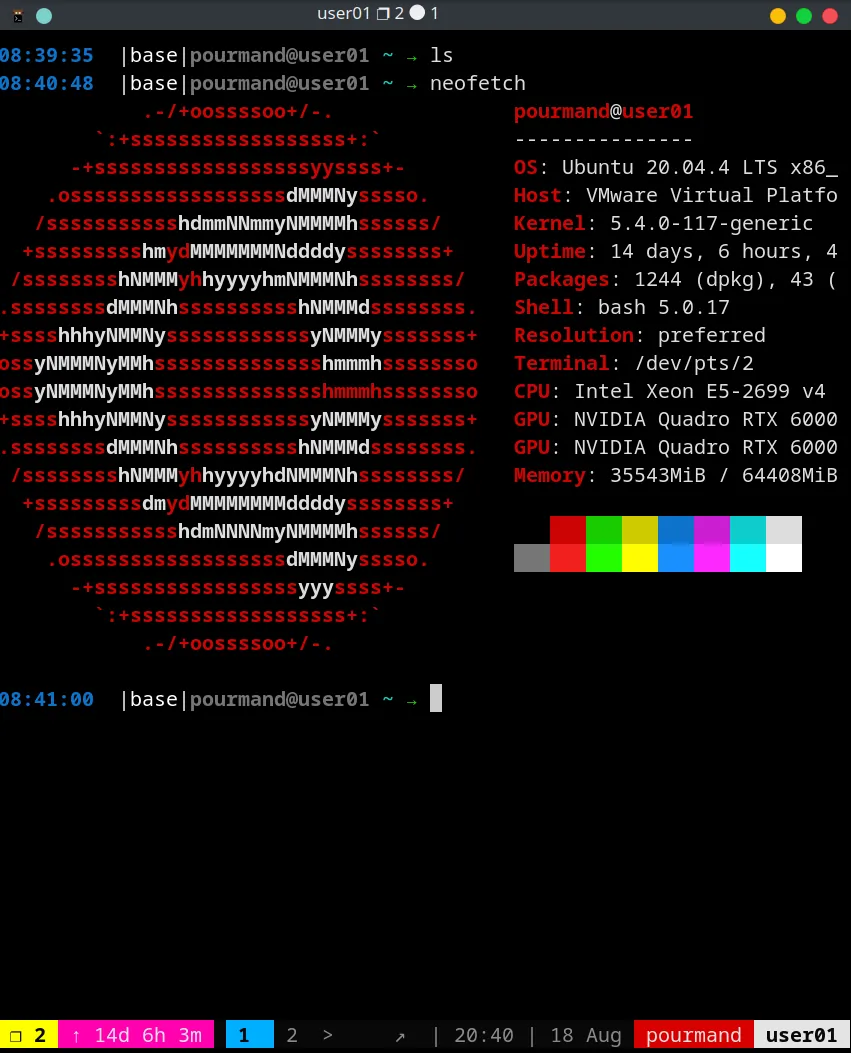 user01 ❐ 2 ● 1
08:39:35 |base|pourmand@user01 ~ → ls
08:40:48 |base|pourmand@user01 ~ → neofetch
.-/+oossssoo+/-. pourmand@user01
`:+ssssssssssssssssss+:` ---------------
-+ssssssssssssssssssyyssss+- OS: Ubuntu 20.04.4 LTS x86_
.ossssssssssssssssssdMMMNysssso. Host: VMware Virtual Platfo
/ssssssssssshdmmNNmmyNMMMMhssssss/ Kernel: 5.4.0-117-generic
+ssssssssshmydMMMMMMMNddddyssssssss+ Uptime: 14 days, 6 hours, 4
/sssssssshNMMMyhhyyyyhmNMMMNhssssssss/ Packages: 1244 (dpkg), 43 (
.ssssssssdMMMNhsssssssssshNMMMdssssssss. Shell: bash 5.0.17
+sssshhhyNMMNyssssssssssssyNMMMysssssss+ Resolution: preferred
ossyNMMMNyMMhsssssssssssssshmmmhssssssso Terminal: /dev/pts/2
ossyNMMMNyMMhsssssssssssssshmmmhssssssso CPU: Intel Xeon E5-2699 v4
+sssshhhyNMMNyssssssssssssyNMMMysssssss+ GPU: NVIDIA Quadro RTX 6000
.ssssssssdMMMNhsssssssssshNMMMdssssssss. GPU: NVIDIA Quadro RTX 6000
/sssssssshNMMMyhhyyyyhdNMMMNhssssssss/ Memory: 35543MiB / 64408MiB
+sssssssssdmydMMMMMMMMddddyssssssss+
/ssssssssssshdmNNNNmyNMMMMhssssss/
.ossssssssssssssssssdMMMNysssso.
-+sssssssssssssssssyyyssss+-
`:+ssssssssssssssssss+:`
.-/+oossssoo+/-.
08:41:00 |base|pourmand@user01 ~ →
❐ 2 ↑ 14d 6h 3m 1 2 > ↗ | 20:40 | 18 Aug pourmand user01